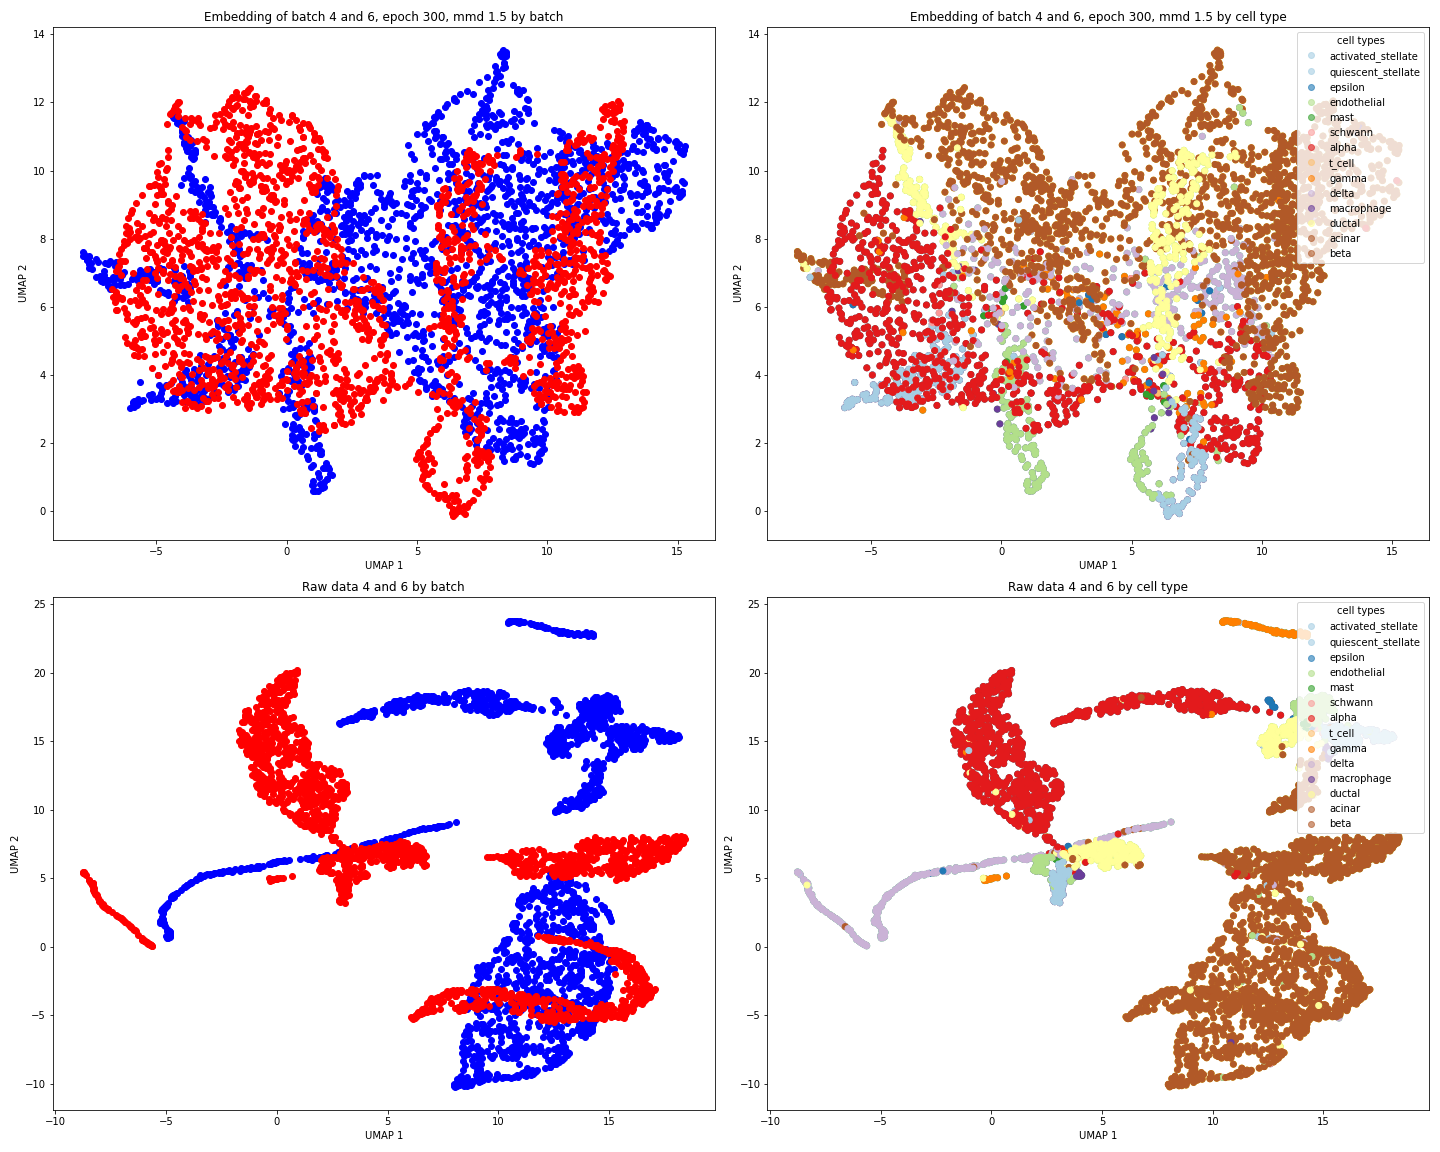 Embedding of batch 4 and 6, epoch 300, mmd 1.5 by batch
14
12
10
8
6
4
2
0
UMAP 2
−5
0
5
10
15
UMAP 1
Embedding of batch 4 and 6, epoch 300, mmd 1.5 by cell type
14
12
10
8
6
4
2
0
UMAP 2
−5
0
5
10
15
UMAP 1
cell types
activated_stellate
quiescent_stellate
epsilon
endothelial
mast
schwann
alpha
t_cell
gamma
delta
macrophage
ductal
acinar
beta
Raw data 4 and 6 by batch
25
20
15
10
5
0
−5
−10
UMAP 2
−10
−5
0
5
10
15
UMAP 1
Raw data 4 and 6 by cell type
25
20
15
10
5
0
−5
−10
UMAP 2
−10
−5
0
5
10
15
UMAP 1
cell types
activated_stellate
quiescent_stellate
epsilon
endothelial
mast
schwann
alpha
t_cell
gamma
delta
macrophage
ductal
acinar
beta